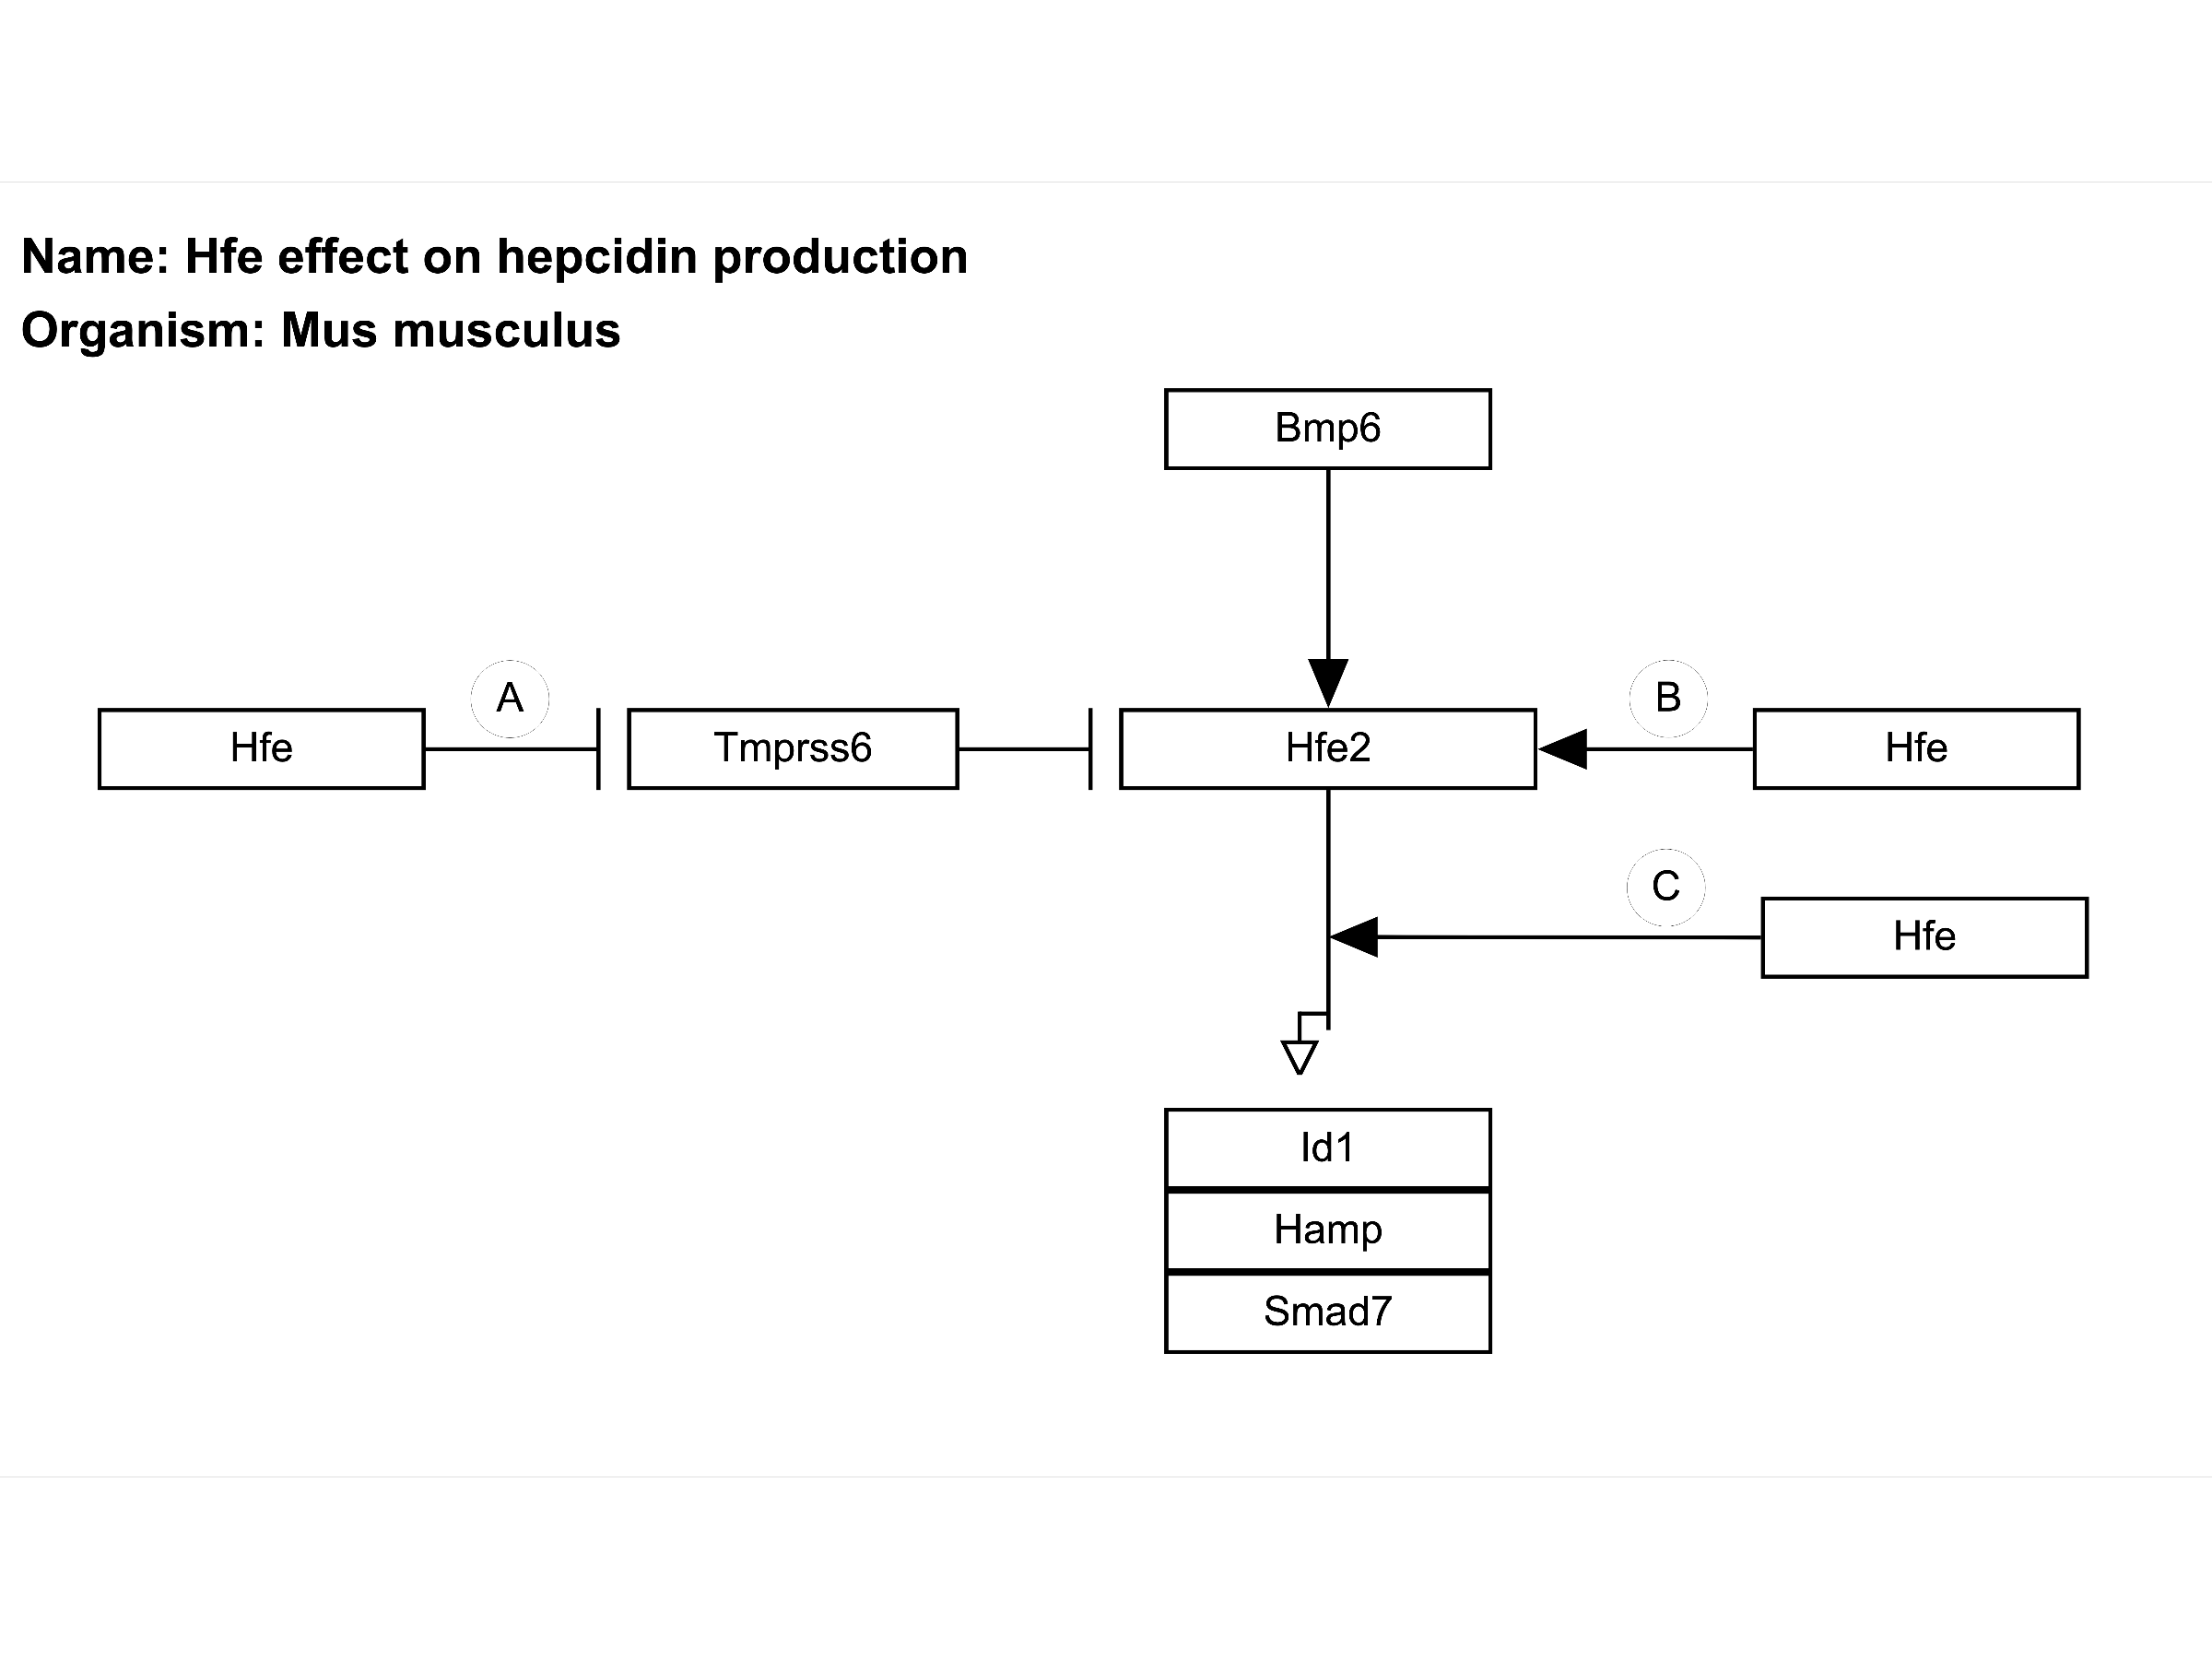 Name: Hfe effect on hepcidin production
Organism: Mus musculus
Bmp6
A
B
Hfe
Tmprss6
Hfe2
Hfe
C
Hfe
Id1
Hamp
Smad7